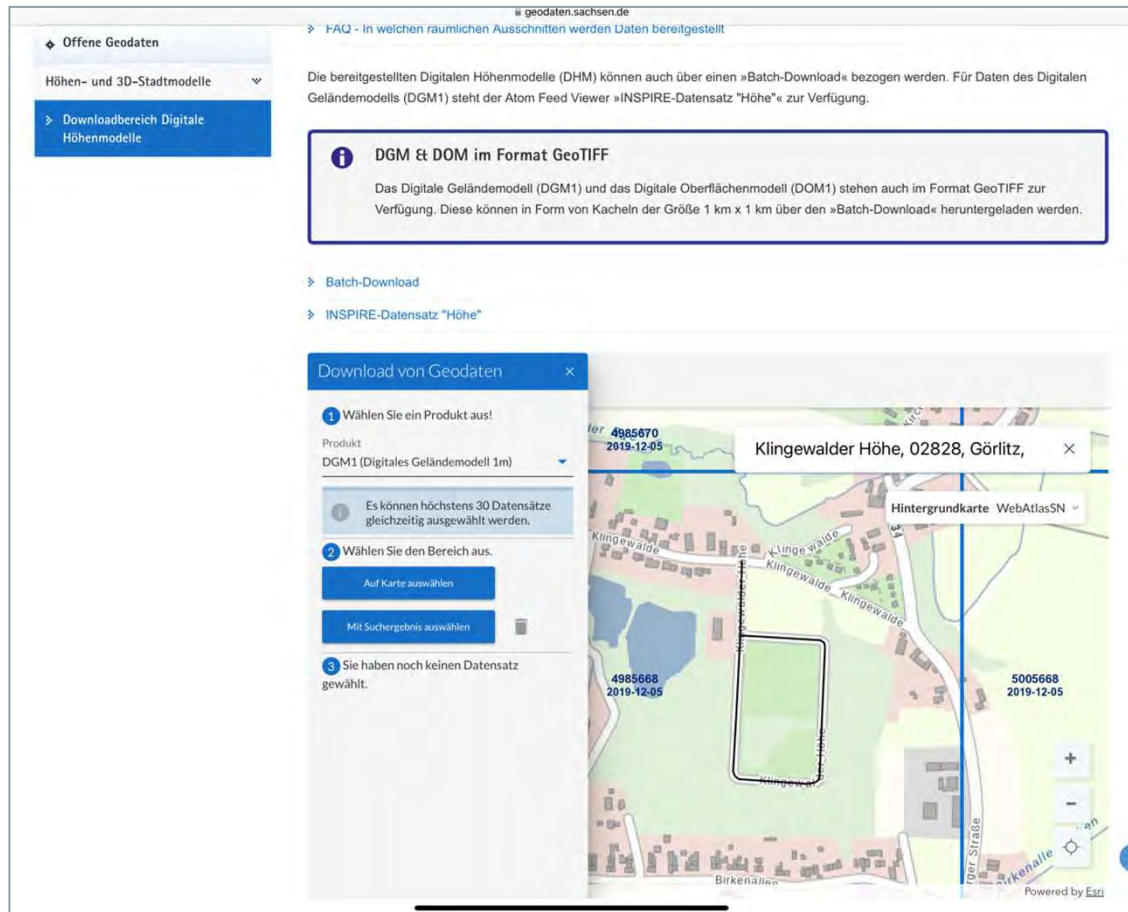 geodaten.sachsen.de
Offene Geodaten
Höhen- und 3D-Stadtmodelle
Downloadbereich Digitale
Höhenmodelle
FAQ - In welchen räumlichen Ausschnitten werden Daten bereitgestellt
Die bereitgestellten Digitalen Höhenmodelle (DHM) können auch über einen »Batch-Download« bezogen werden. Für Daten des Digitalen
Geländemodells (DGM1) steht der Atom Feed Viewer »INSPIRE-Datensatz "Höhe"« zur Verfügung.
DGM & DOM im Format GeoTIFF
Das Digitale Geländemodell (DGM1) und das Digitale Oberflächenmodell (DOM1) stehen auch im Format GeoTIFF zur
Verfügung. Diese können in Form von Kacheln der Größe 1 km x 1 km über den »Batch-Download« heruntergeladen werden.
Batch-Download
INSPIRE-Datensatz "Höhe"
Download von Geodaten
1 Wählen Sie ein Produkt aus!
Produkt
DGM1 (Digitales Geländemodell 1m)
Es können höchstens 30 Datensätze
gleichzeitig ausgewählt werden.
2 Wählen Sie den Bereich aus.
Auf Karte auswählen
Mit Suchergebnis auswählen
3 Sie haben noch keinen Datensatz
gewählt.
4985670
2019-12-05
Klingewalder Höhe, 02828, Görlitz,
Hintergrundkarte WebAtlasSN
Klingewalde
Klingewalde
Klingewalde
Klingewalde
Klingewalder Höhe
4985668
2019-12-05
5005668
2019-12-05
Klingewalder Höhe
+
−
Birkenallee
Birkenallee
Powered by Esri